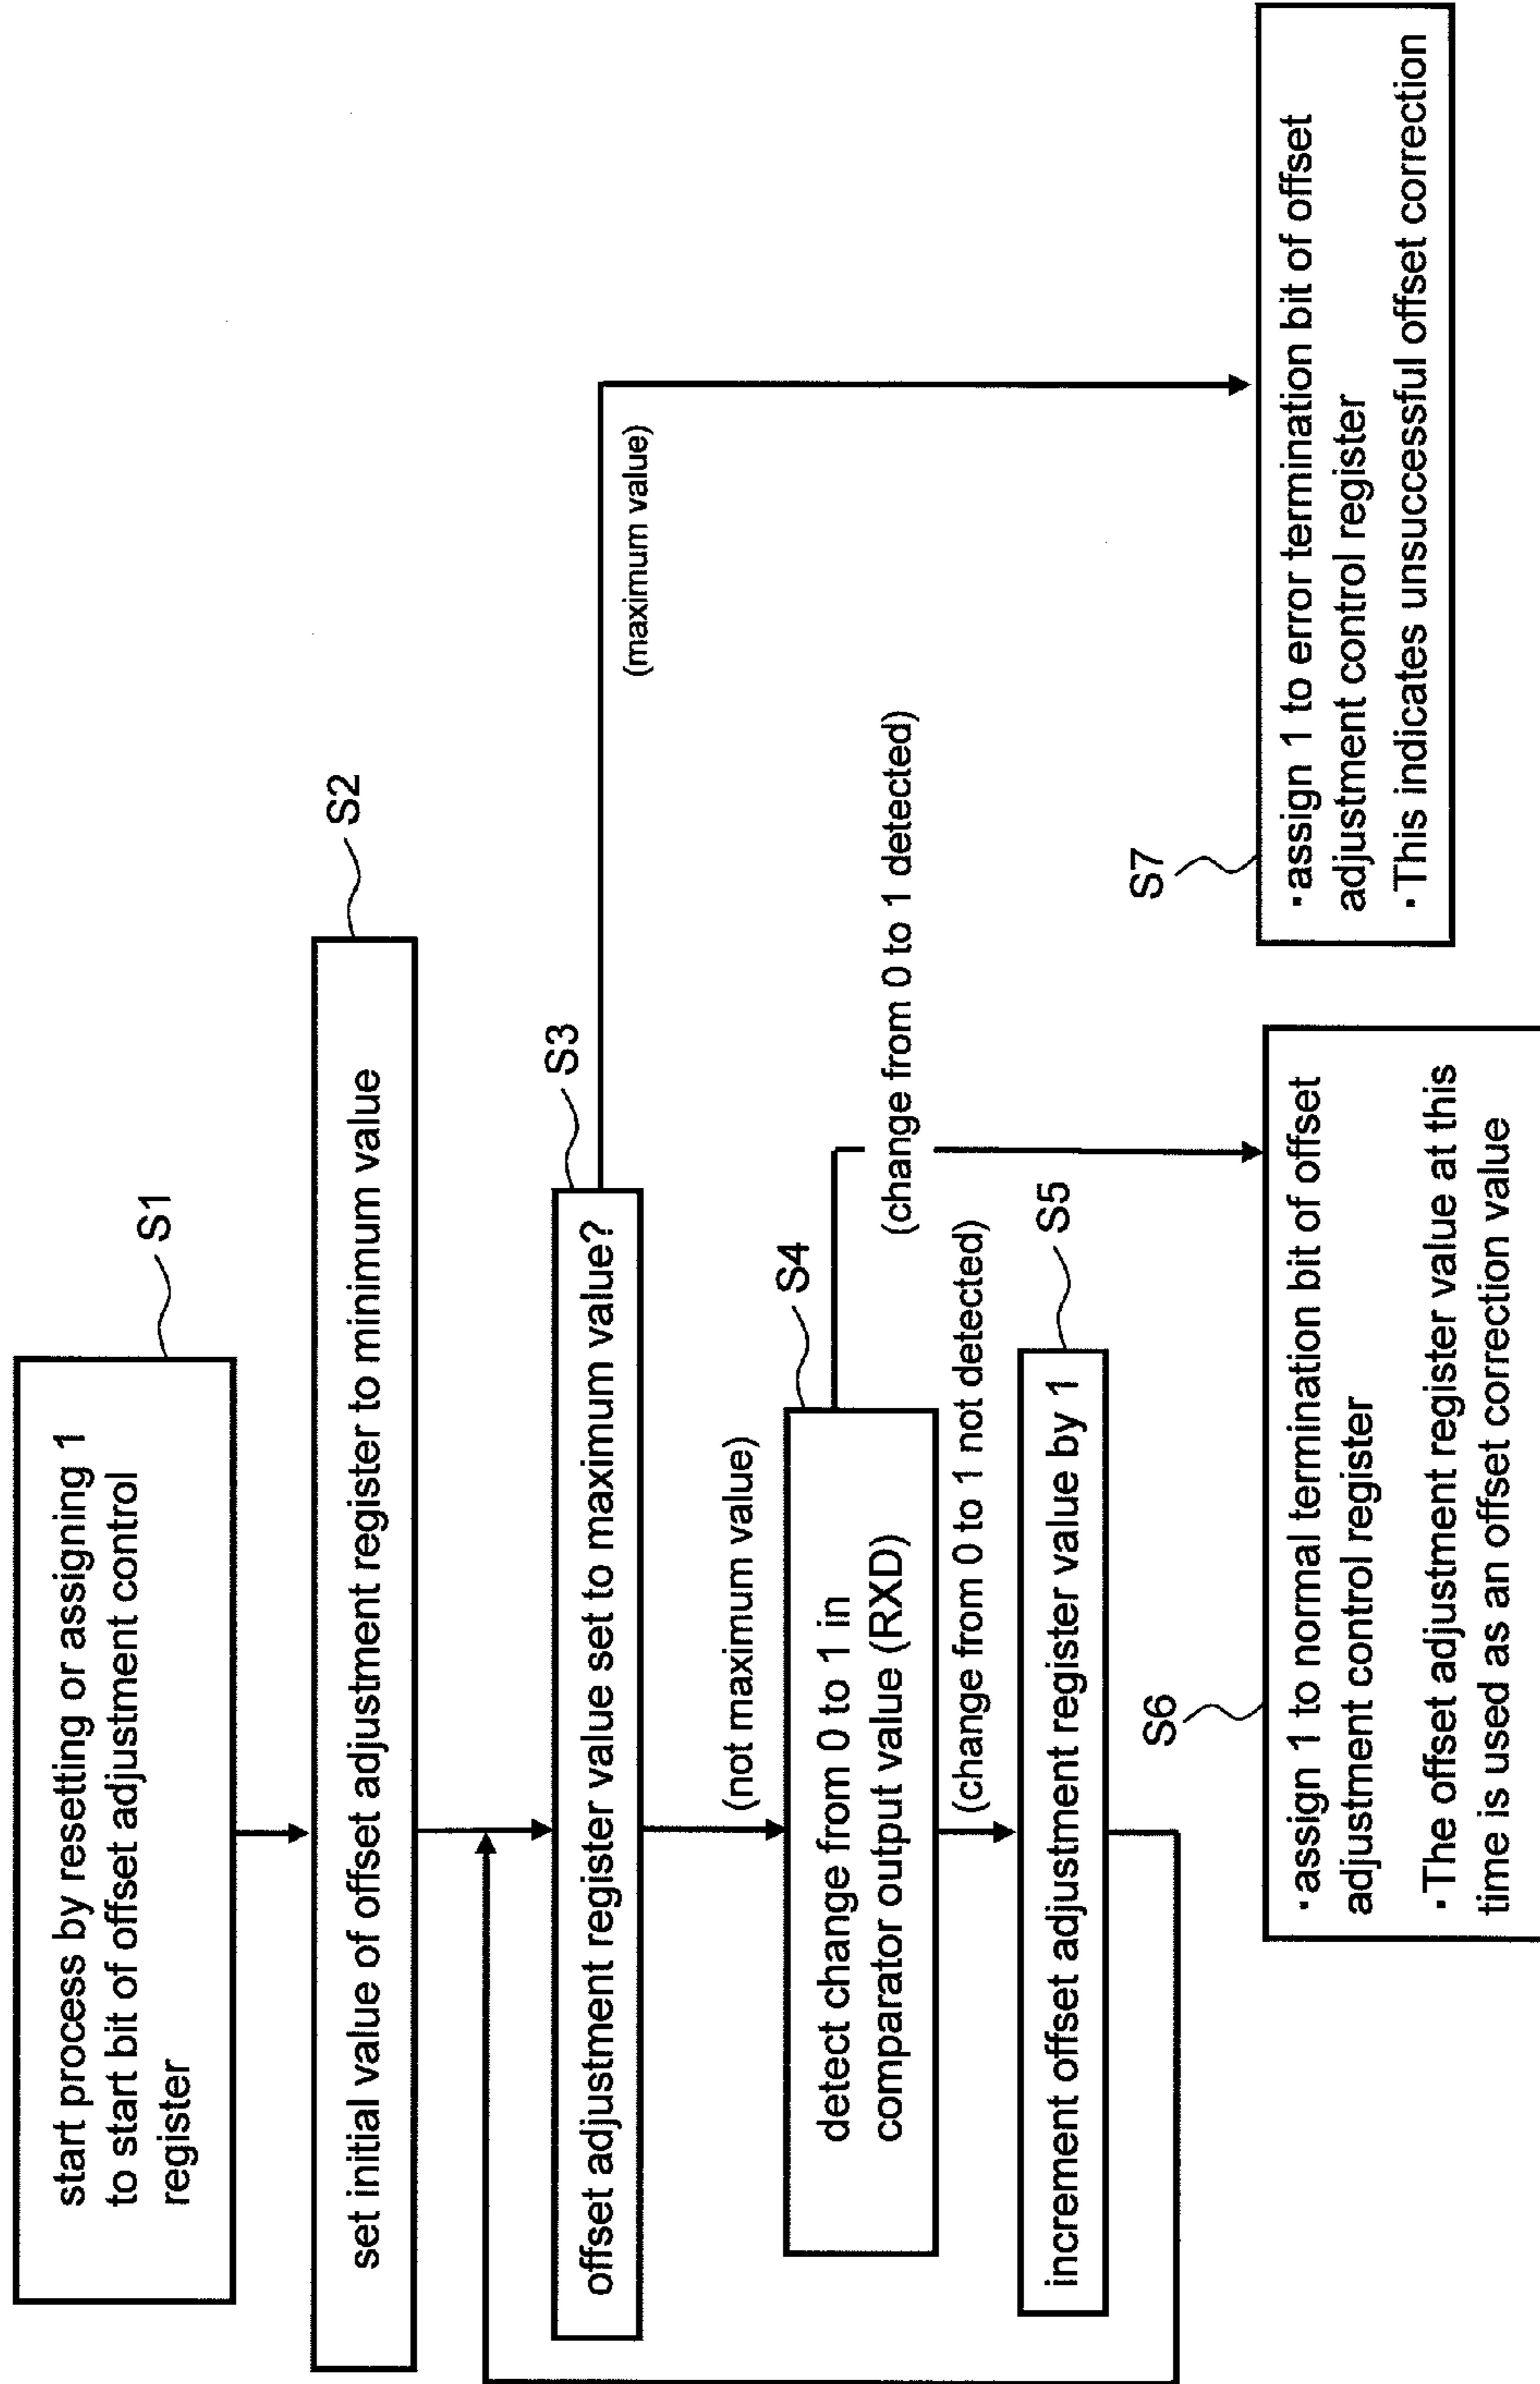 start process by resetting or assigning 1
to start bit of offset adjustment control
register
S1
set initial value of offset adjustment register to minimum value
S2
offset adjustment register value set to maximum value?
S3
(maximum value)
(not maximum value)
detect change from 0 to 1 in
comparator output value (RXD)
S4
(change from 0 to 1 detected)
(change from 0 to 1 not detected)
increment offset adjustment register value by 1
S5
S6
・assign 1 to normal termination bit of offset
adjustment control register
・The offset adjustment register value at this
time is used as an offset correction value
S7
・assign 1 to error termination bit of offset
adjustment control register
・This indicates unsuccessful offset correction